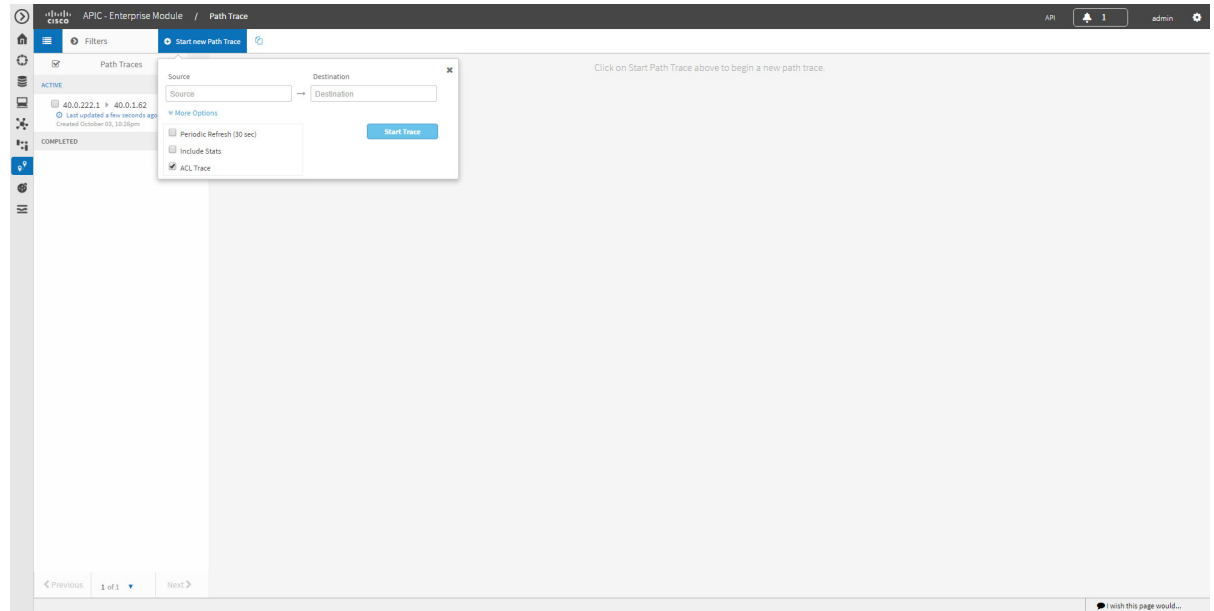 CISCO APIC - Enterprise Module / Path Trace API 1 admin
Filters Start new Path Trace
Path Traces
Click on Start Path Trace above to begin a new path trace.
ACTIVE
40.0.222.1 40.0.1.62
Last updated a few seconds ago
Created October 03, 10:26pm
COMPLETED
Source Destination
Source → Destination
More Options
Periodic Refresh (30 sec)
Start Trace
Include Stats
ACL Trace
Previous 1 of 1 Next
I wish this page would...